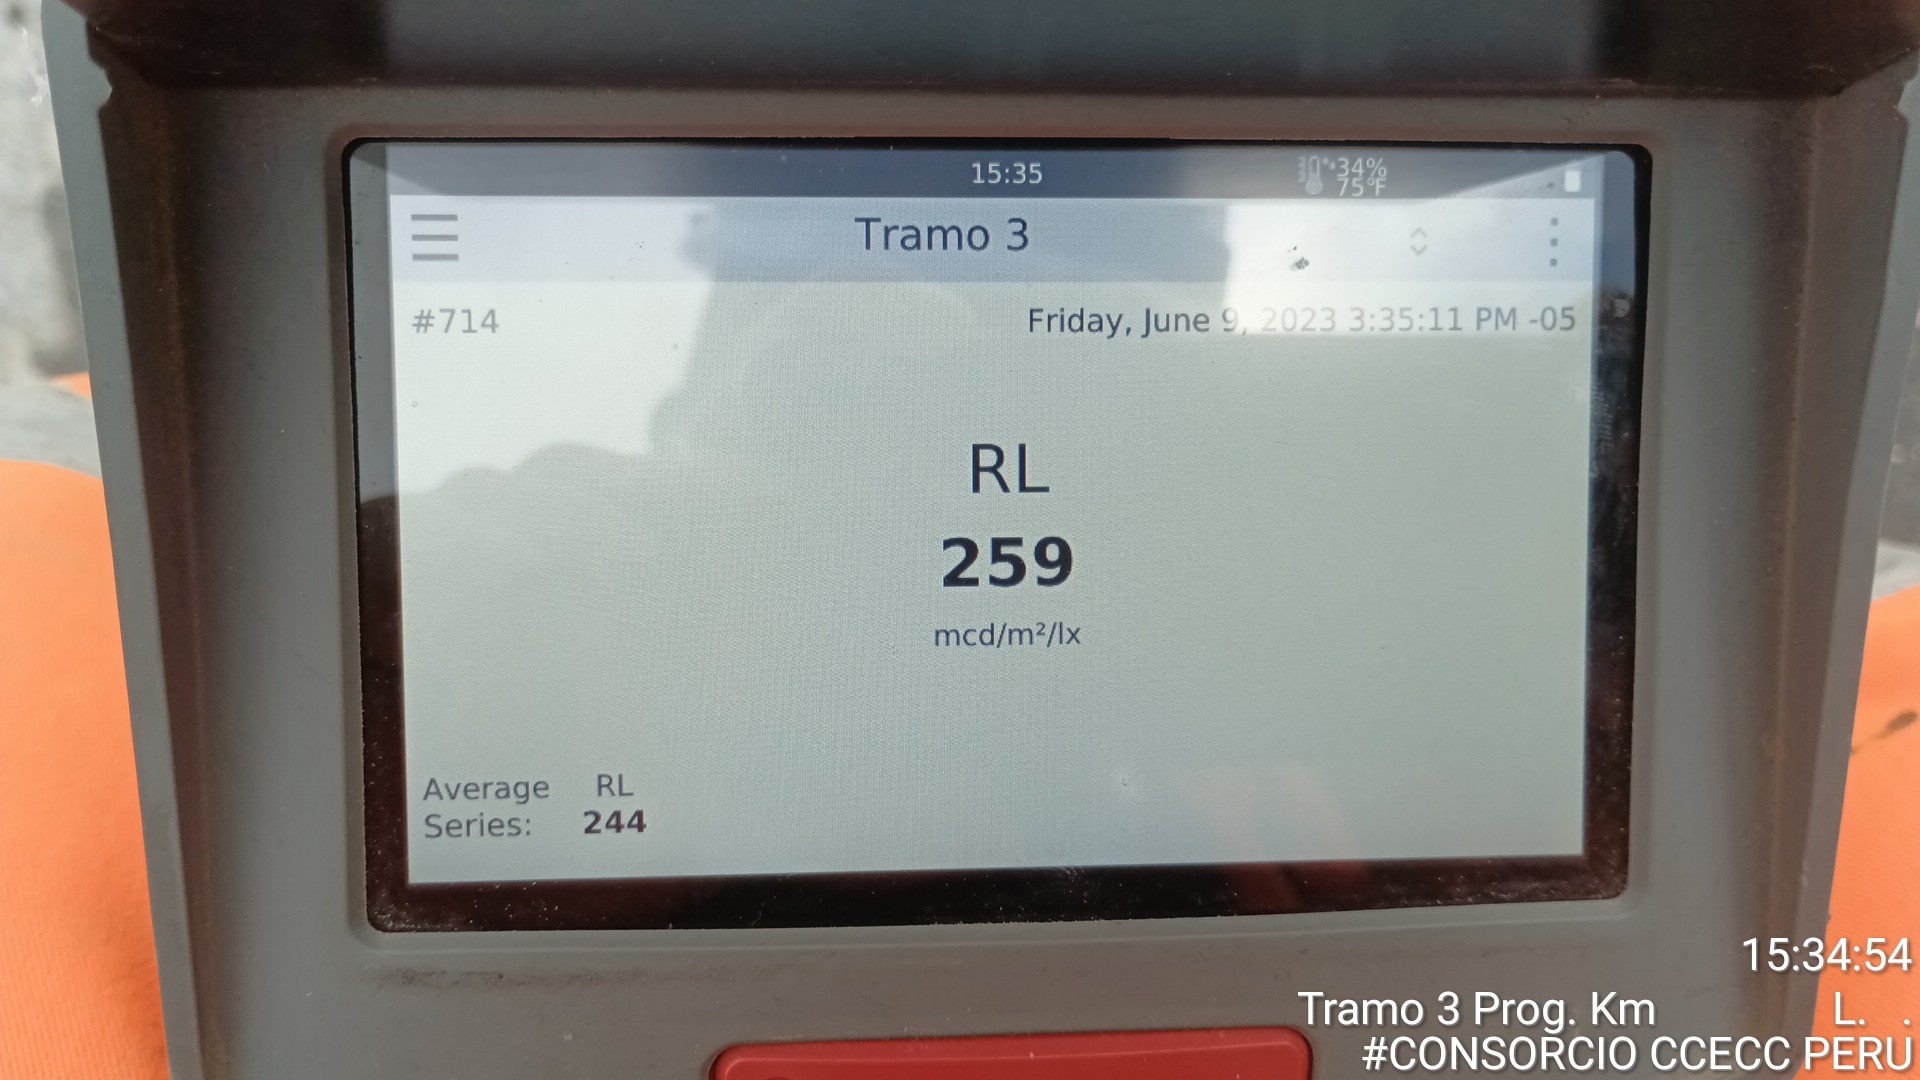 15:35
34%
75°F
Tramo 3
#714
Friday, June 9, 2023 3:35:11 PM -05
RL
259
mcd/m²/lx
Average RL
Series: 244
15:34:54
Tramo 3 Prog. Km L. .
#CONSORCIO CCECC PERU